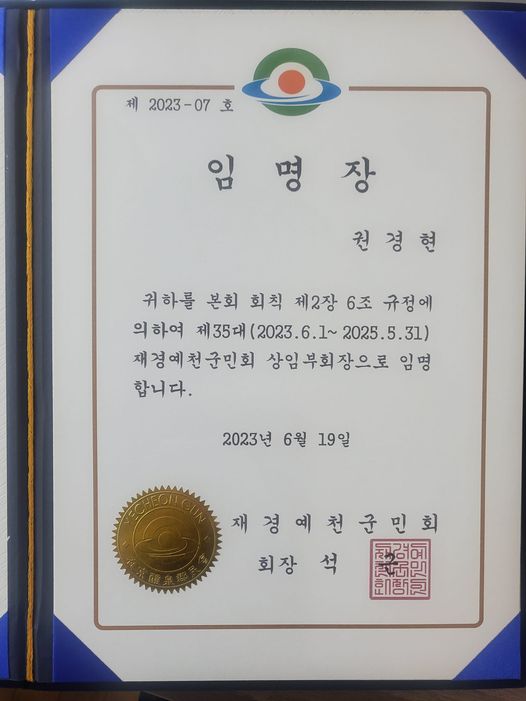 제 2023-07 호
임 명 장
권 경 현
귀하를 본회 회칙 제2장 6조 규정에
의하여 제35대(2023.6.1~ 2025.5.31)
재경예천군민회 상임부회장으로 임명
합니다.
2023년 6월 19일
YECHEON GUN
재 경 예 천 군 민 회
회장 석